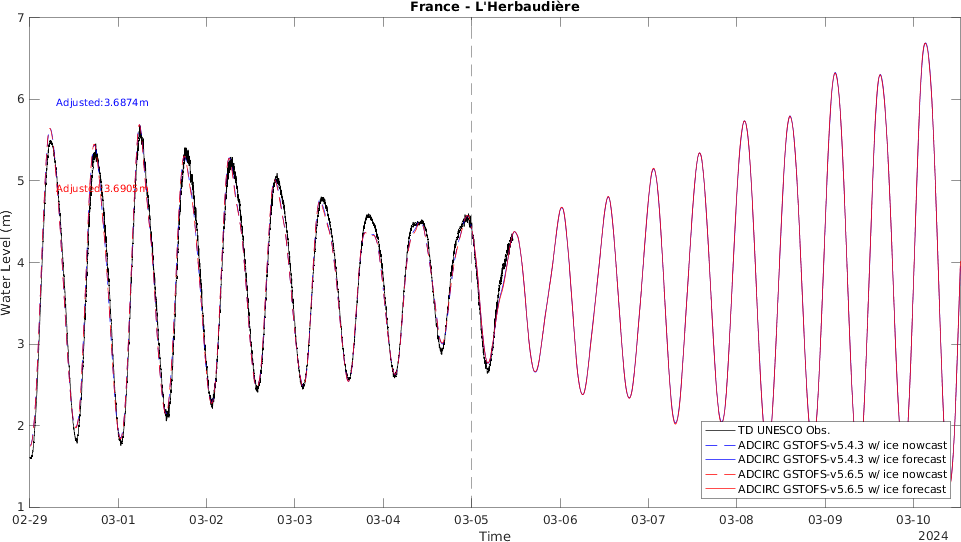 France - L'Herbaudière
7
6
5
4
3
2
1
Water Level (m)
Adjusted:3.6874m
Adjusted:3.6905m
TD UNESCO Obs.
ADCIRC GSTOFS-v5.4.3 w/ ice nowcast
ADCIRC GSTOFS-v5.4.3 w/ ice forecast
ADCIRC GSTOFS-v5.6.5 w/ ice nowcast
ADCIRC GSTOFS-v5.6.5 w/ ice forecast
02-29 03-01 03-02 03-03 03-04 03-05 03-06 03-07 03-08 03-09 03-10
Time
2024